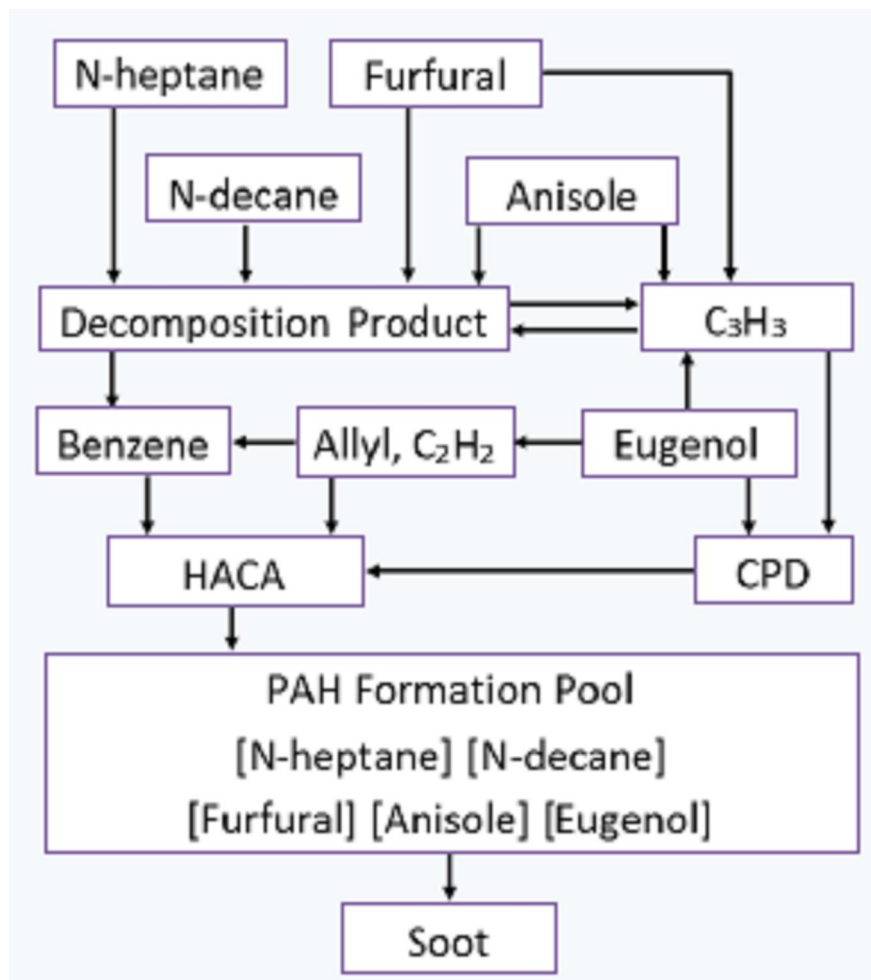 N-heptane
Furfural
N-decane
Anisole
Decomposition Product
C₃H₃
Benzene
Allyl, C₂H₂
Eugenol
HACA
CPD
PAH Formation Pool
[N-heptane] [N-decane]
[Furfural] [Anisole] [Eugenol]
Soot